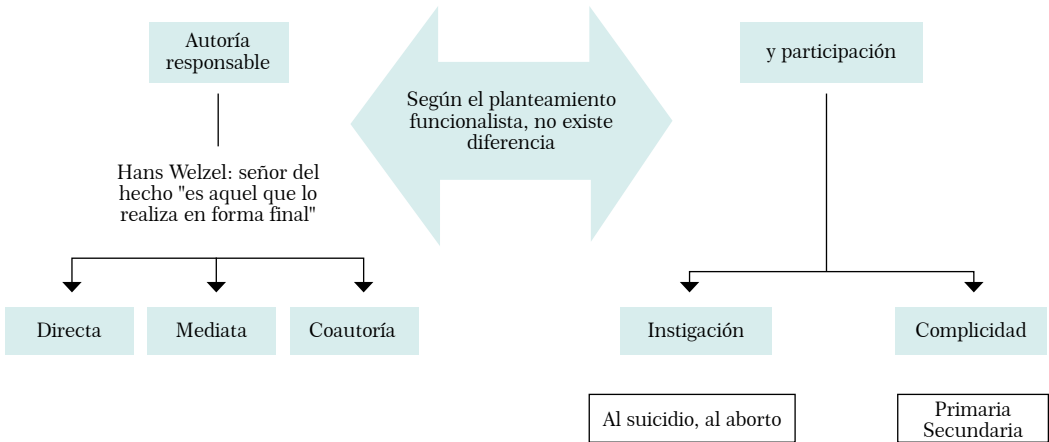 Autoría
responsable
Según el planteamiento
funcionalista, no existe
diferencia
y participación
Hans Welzel: señor del
hecho "es aquel que lo
realiza en forma final"
Directa
Mediata
Coautoría
Instigación
Complicidad
Al suicidio, al aborto
Primaria
Secundaria